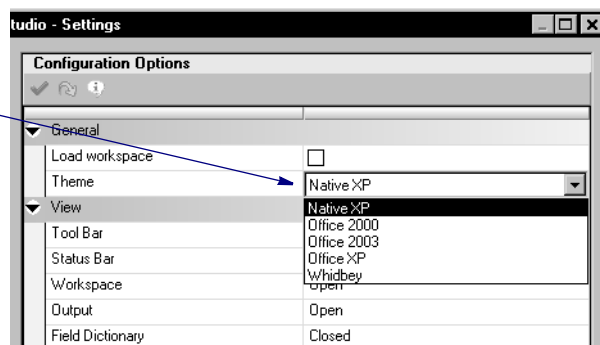 tudio - Settings
Configuration Options
General
Load workspace
Theme Native XP
View Native XP
Tool Bar Office 2000
Office 2003
Status Bar Office XP
Whidbey
Workspace Open
Output Open
Field Dictionary Closed